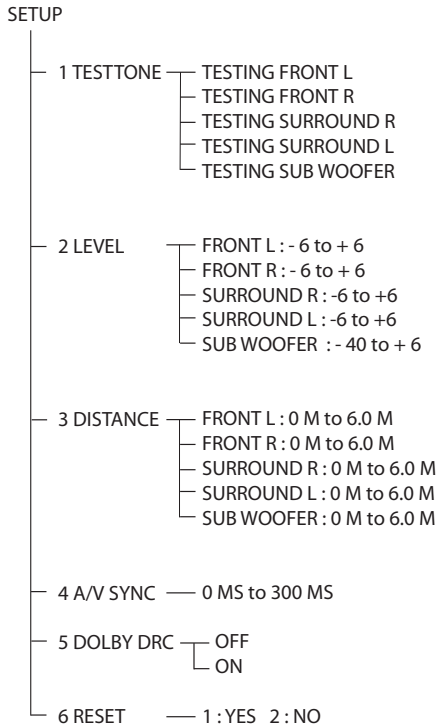 SETUP
1 TESTTONE
TESTING FRONT L
TESTING FRONT R
TESTING SURROUND R
TESTING SURROUND L
TESTING SUB WOOFER
2 LEVEL
FRONT L : - 6 to + 6
FRONT R : - 6 to + 6
SURROUND R : -6 to +6
SURROUND L : -6 to +6
SUB WOOFER : - 40 to + 6
3 DISTANCE
FRONT L : 0 M to 6.0 M
FRONT R : 0 M to 6.0 M
SURROUND R : 0 M to 6.0 M
SURROUND L : 0 M to 6.0 M
SUB WOOFER : 0 M to 6.0 M
4 A/V SYNC
0 MS to 300 MS
5 DOLBY DRC
OFF
ON
6 RESET
1 : YES 2 : NO